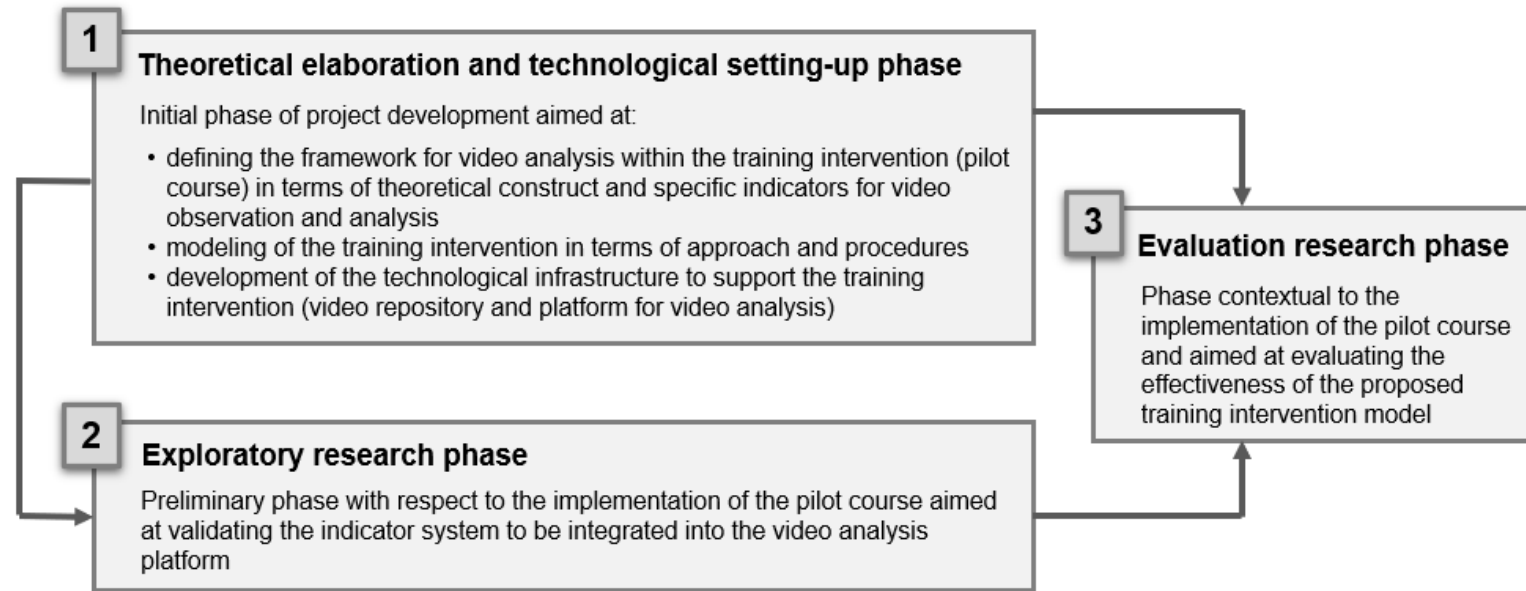 1
Theoretical elaboration and technological setting-up phase
Initial phase of project development aimed at:
• defining the framework for video analysis within the training intervention (pilot
course) in terms of theoretical construct and specific indicators for video
observation and analysis
• modeling of the training intervention in terms of approach and procedures
• development of the technological infrastructure to support the training
intervention (video repository and platform for video analysis)
2
Exploratory research phase
Preliminary phase with respect to the implementation of the pilot course aimed
at validating the indicator system to be integrated into the video analysis
platform
3
Evaluation research phase
Phase contextual to the
implementation of the pilot course
and aimed at evaluating the
effectiveness of the proposed
training intervention model